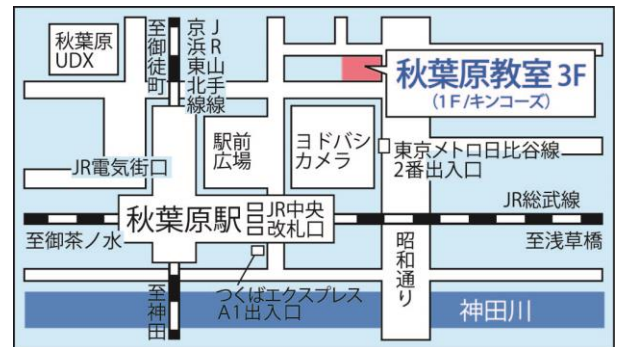 秋葉原
UDX
至御徒町
京浜東北線
JR山手線
秋葉原教室 3F
(1F/キンコーズ)
駅前
広場
ヨドバシ
カメラ
東京メトロ日比谷線
2番出入口
JR電気街口
JR総武線
秋葉原駅
JR中央
改札口
至御茶ノ水
至浅草橋
昭和通り
つくばエクスプレス
A1出入口
至神田
神田川